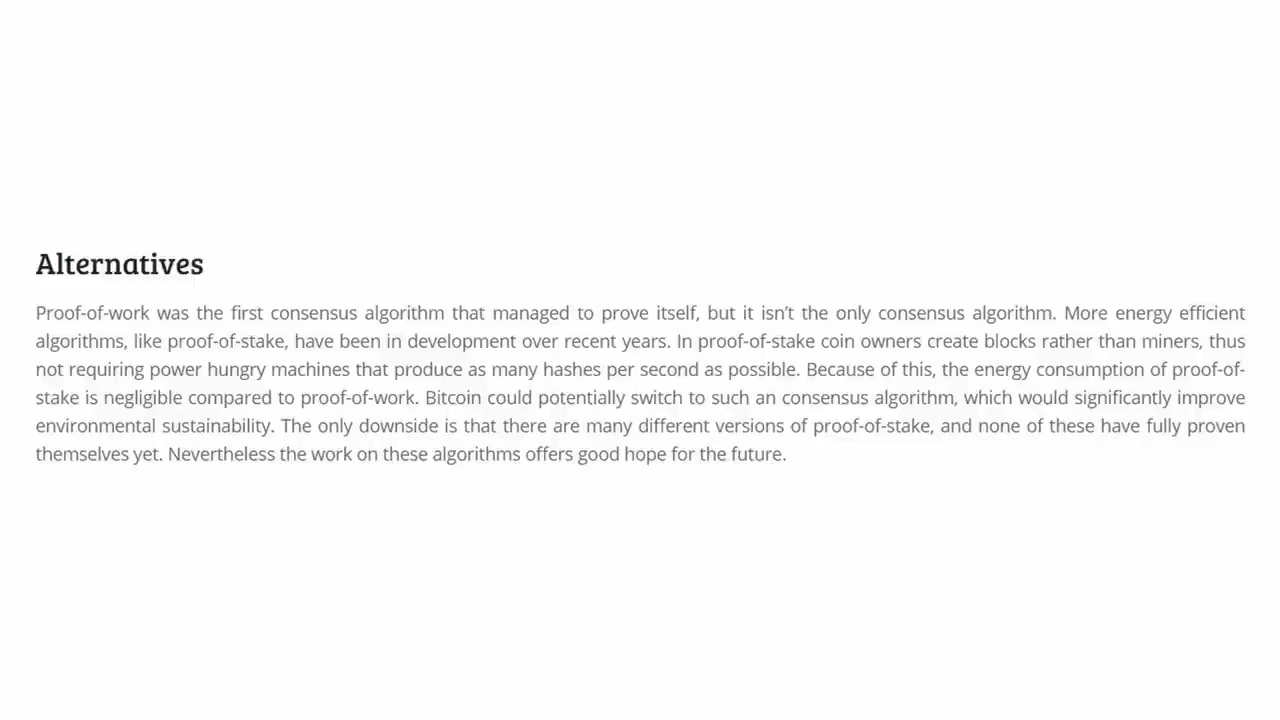 Alternatives
Proof-of-work was the first consensus algorithm that managed to prove itself, but it isn't the only consensus algorithm. More energy efficient
algorithms, like proof-of-stake, have been in development over recent years. In proof-of-stake coin owners create blocks rather than miners, thus
not requiring power hungry machines that produce as many hashes per second as possible. Because of this, the energy consumption of proof-of-
stake is negligible compared to proof-of-work. Bitcoin could potentially switch to such an consensus algorithm, which would significantly improve
environmental sustainability. The only downside is that there are many different versions of proof-of-stake, and none of these have fully proven
themselves yet. Nevertheless the work on these algorithms offers good hope for the future.